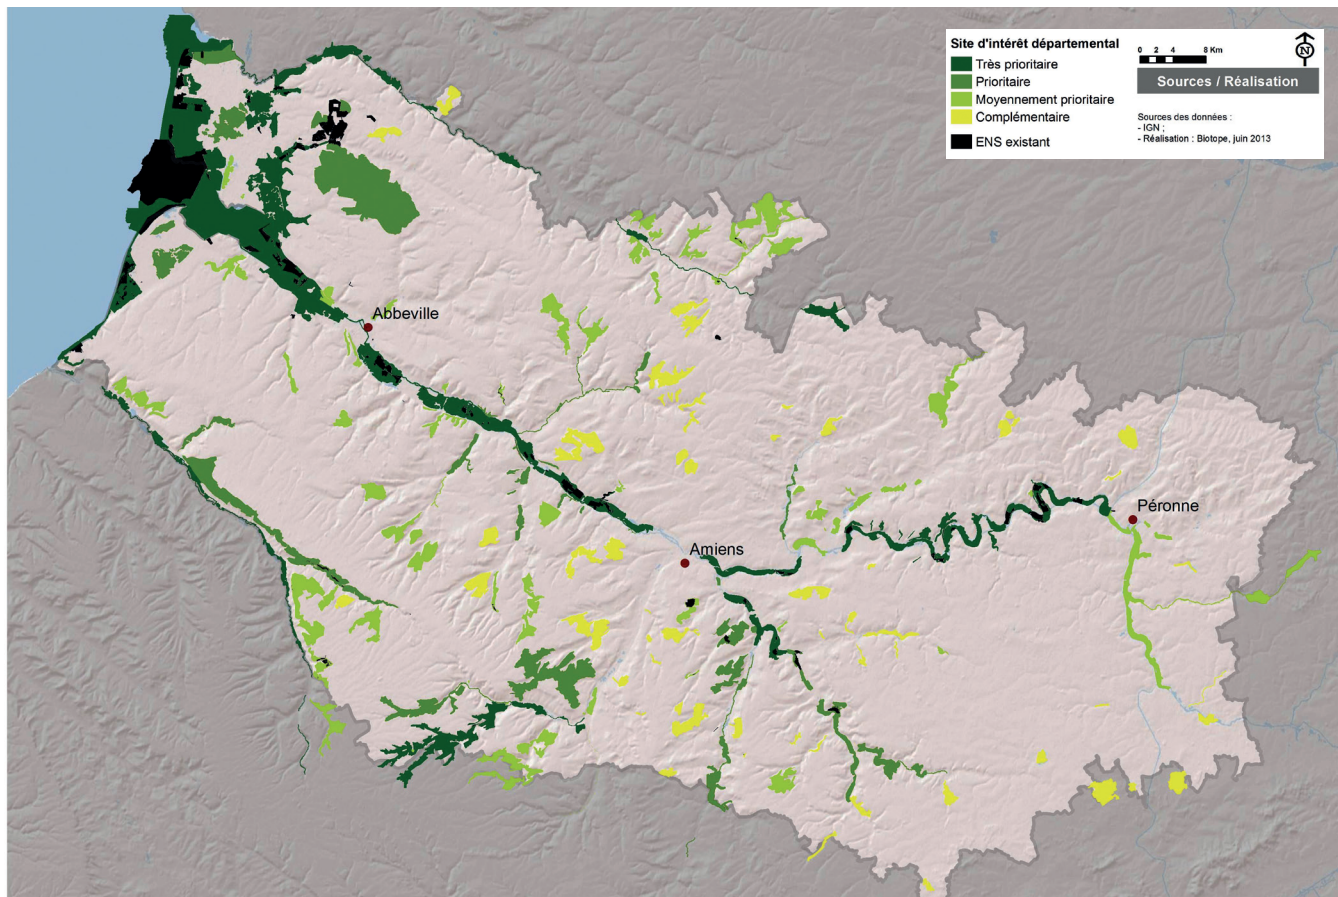 Site d'intérêt départemental
Très prioritaire
Prioritaire
Moyennement prioritaire
Complémentaire
ENS existant
0 2 4 8 Km
N
Sources / Réalisation
Sources des données :
- IGN ;
- Réalisation : Biotope, juin 2013
Abbeville
Péronne
Amiens